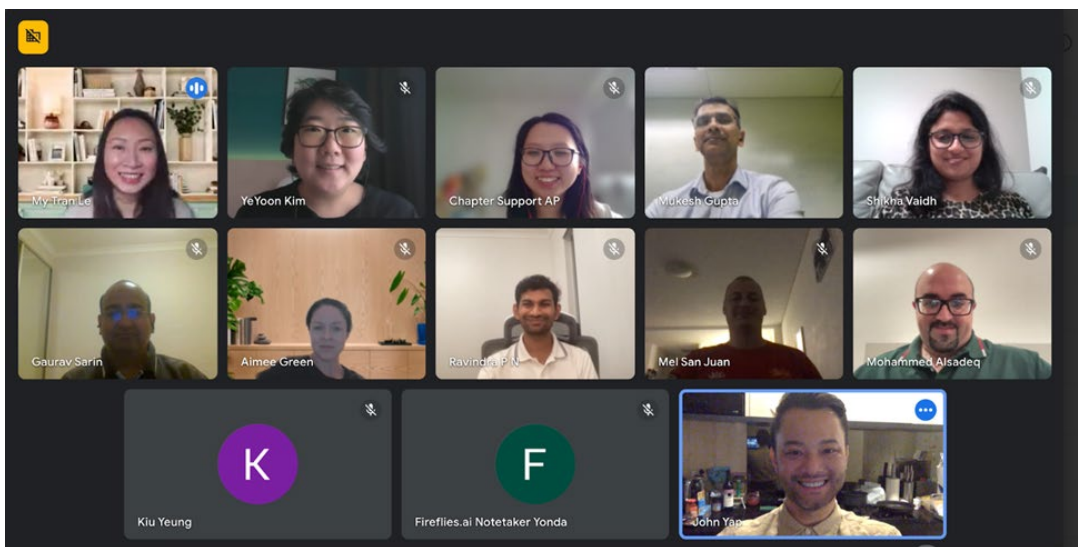 My Tran Le
YeYoon Kim
Chapter Support AP
Mukesh Gupta
Shikha Vaidh
Gaurav Sarin
Aimee Green
Ravindra P N
Mel San Juan
Mohammed Alsadeq
K
F
Kiu Yeung
Fireflies.ai Notetaker Yonda
John Yap